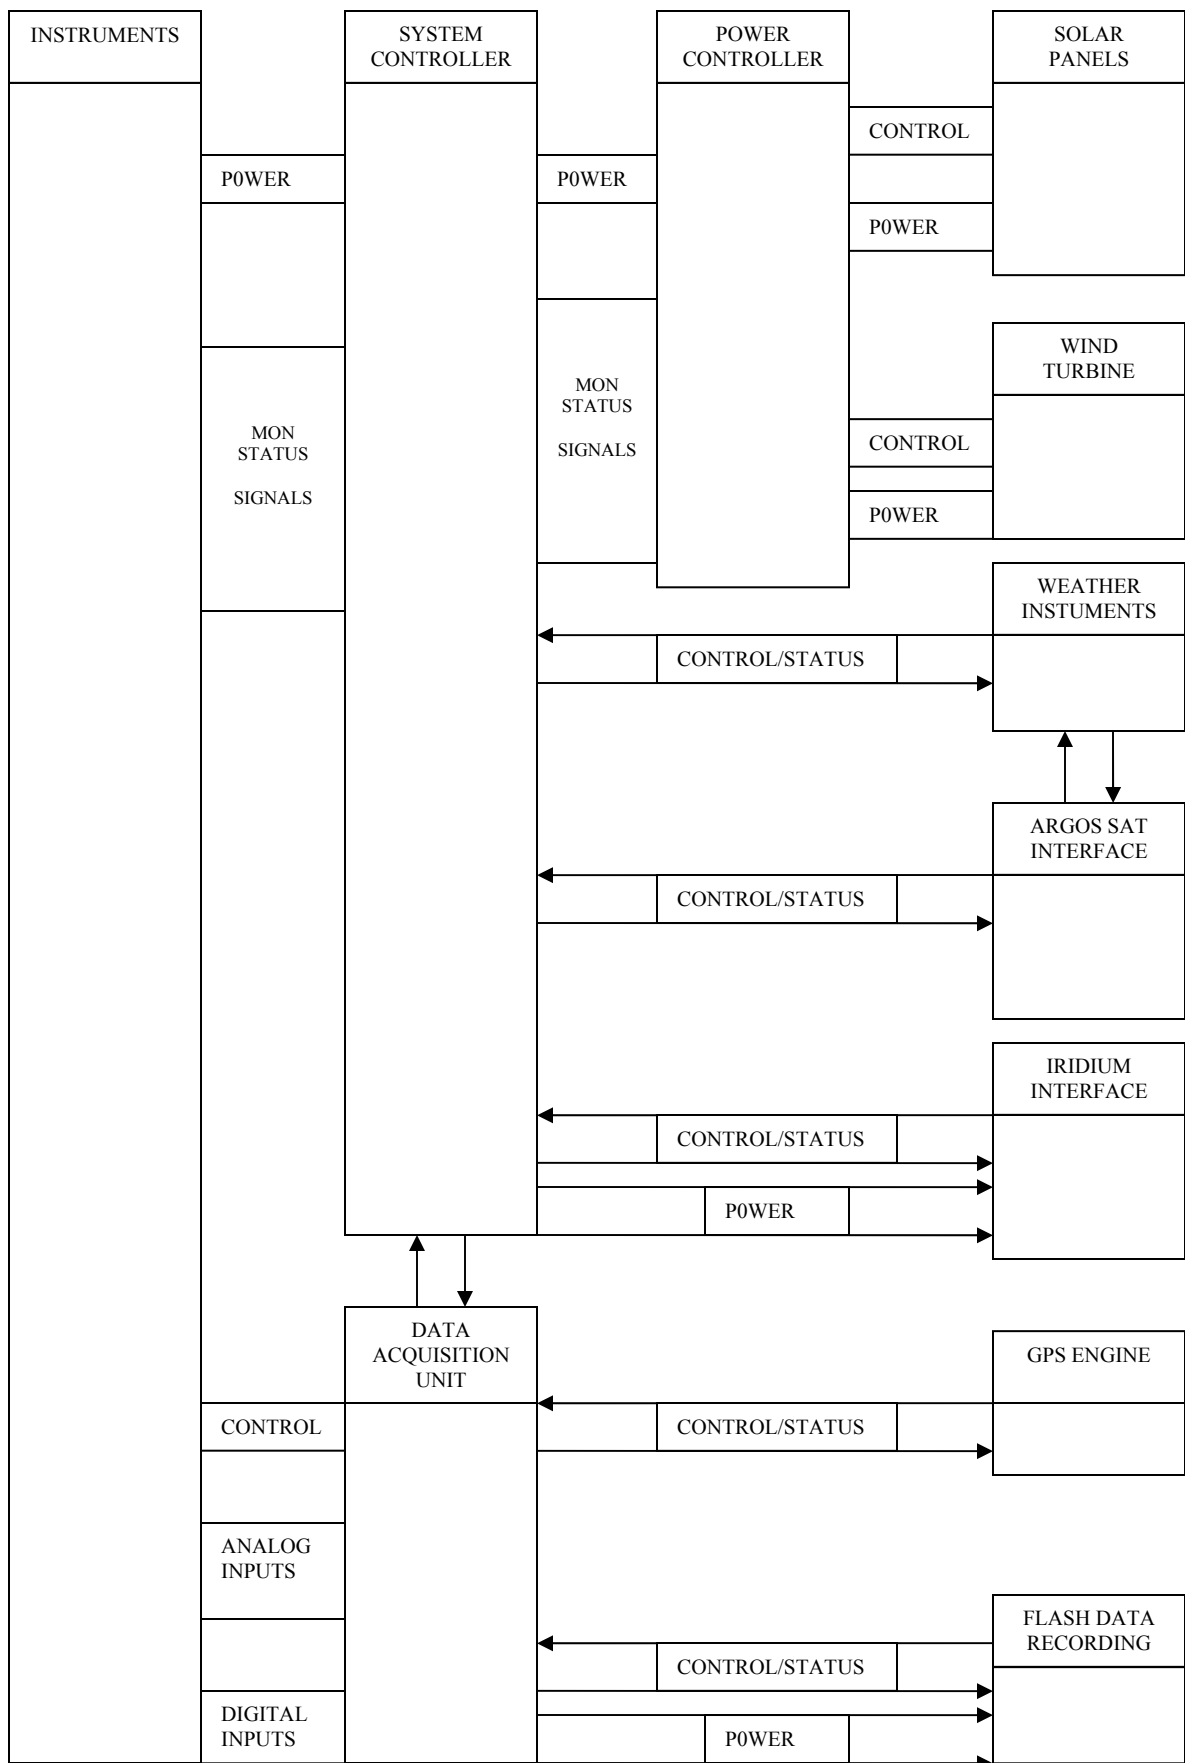 INSTRUMENTS
SYSTEM
CONTROLLER
POWER
CONTROLLER
SOLAR
PANELS
CONTROL
P0WER
P0WER
P0WER
WIND
TURBINE
MON
STATUS
SIGNALS
MON
STATUS
SIGNALS
CONTROL
P0WER
WEATHER
INSTUMENTS
CONTROL/STATUS
ARGOS SAT
INTERFACE
CONTROL/STATUS
IRIDIUM
INTERFACE
CONTROL/STATUS
P0WER
DATA
ACQUISITION
UNIT
GPS ENGINE
CONTROL
CONTROL/STATUS
ANALOG
INPUTS
FLASH DATA
RECORDING
CONTROL/STATUS
DIGITAL
INPUTS
P0WER